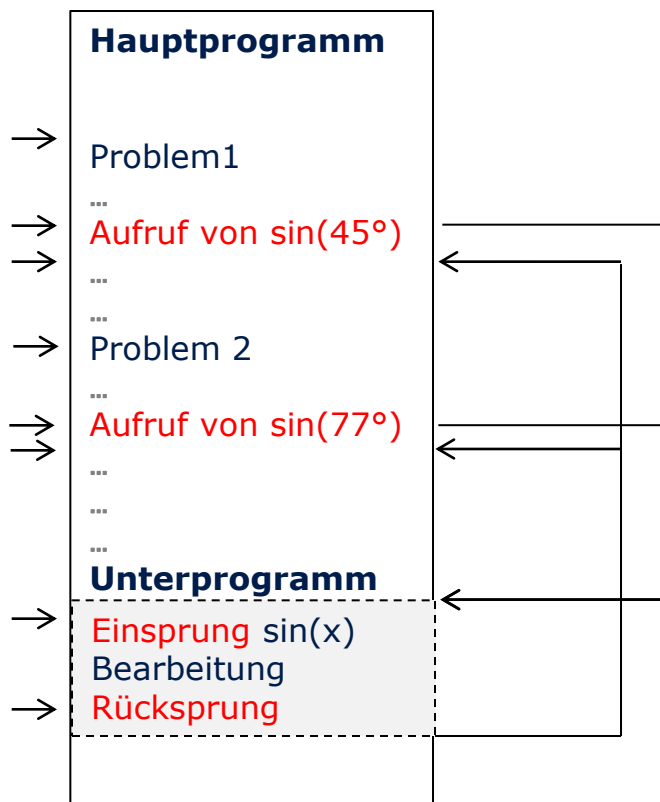 Hauptprogramm
Problem1
...
Aufruf von sin(45°)
...
...
Problem 2
...
Aufruf von sin(77°)
...
...
...
Unterprogramm
Einsprung sin(x)
Bearbeitung
Rücksprung